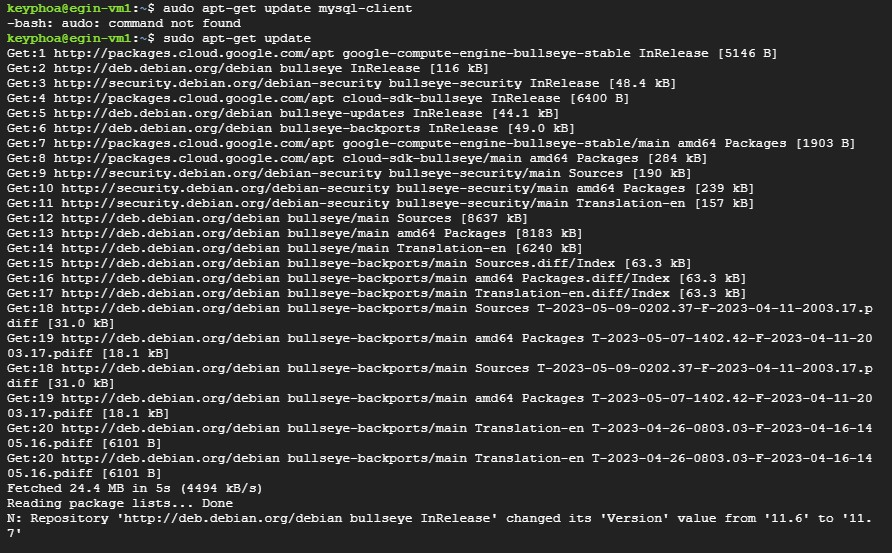 keyphoa@egin-vm1:~$ audo apt-get update mysql-client
-bash: audo: command not found
keyphoa@egin-vm1:~$ sudo apt-get update
Get:1 http://packages.cloud.google.com/apt google-compute-engine-bullseye-stable InRelease [5146 B]
Get:2 http://deb.debian.org/debian bullseye InRelease [116 kB]
Get:3 http://security.debian.org/debian-security bullseye-security InRelease [48.4 kB]
Get:4 http://packages.cloud.google.com/apt cloud-sdk-bullseye InRelease [6400 B]
Get:5 http://deb.debian.org/debian bullseye-updates InRelease [44.1 kB]
Get:6 http://deb.debian.org/debian bullseye-backports InRelease [49.0 kB]
Get:7 http://packages.cloud.google.com/apt google-compute-engine-bullseye-stable/main amd64 Packages [1903 B]
Get:8 http://packages.cloud.google.com/apt cloud-sdk-bullseye/main amd64 Packages [284 kB]
Get:9 http://security.debian.org/debian-security bullseye-security/main Sources [190 kB]
Get:10 http://security.debian.org/debian-security bullseye-security/main amd64 Packages [239 kB]
Get:11 http://security.debian.org/debian-security bullseye-security/main Translation-en [157 kB]
Get:12 http://deb.debian.org/debian bullseye/main Sources [8637 kB]
Get:13 http://deb.debian.org/debian bullseye/main amd64 Packages [8183 kB]
Get:14 http://deb.debian.org/debian bullseye/main Translation-en [6240 kB]
Get:15 http://deb.debian.org/debian bullseye-backports/main Sources.diff/Index [63.3 kB]
Get:16 http://deb.debian.org/debian bullseye-backports/main amd64 Packages.diff/Index [63.3 kB]
Get:17 http://deb.debian.org/debian bullseye-backports/main Translation-en.diff/Index [63.3 kB]
Get:18 http://deb.debian.org/debian bullseye-backports/main Sources T-2023-05-09-0202.37-F-2023-04-11-2003.17.p
diff [31.0 kB]
Get:19 http://deb.debian.org/debian bullseye-backports/main amd64 Packages T-2023-05-07-1402.42-F-2023-04-11-20
03.17.pdiff [18.1 kB]
Get:18 http://deb.debian.org/debian bullseye-backports/main Sources T-2023-05-09-0202.37-F-2023-04-11-2003.17.p
diff [31.0 kB]
Get:19 http://deb.debian.org/debian bullseye-backports/main amd64 Packages T-2023-05-07-1402.42-F-2023-04-11-20
03.17.pdiff [18.1 kB]
Get:20 http://deb.debian.org/debian bullseye-backports/main Translation-en T-2023-04-26-0803.03-F-2023-04-16-14
05.16.pdiff [6101 B]
Get:20 http://deb.debian.org/debian bullseye-backports/main Translation-en T-2023-04-26-0803.03-F-2023-04-16-14
05.16.pdiff [6101 B]
Fetched 24.4 MB in 5s (4494 kB/s)
Reading package lists... Done
N: Repository 'http://deb.debian.org/debian bullseye InRelease' changed its 'Version' value from '11.6' to '11.
7'